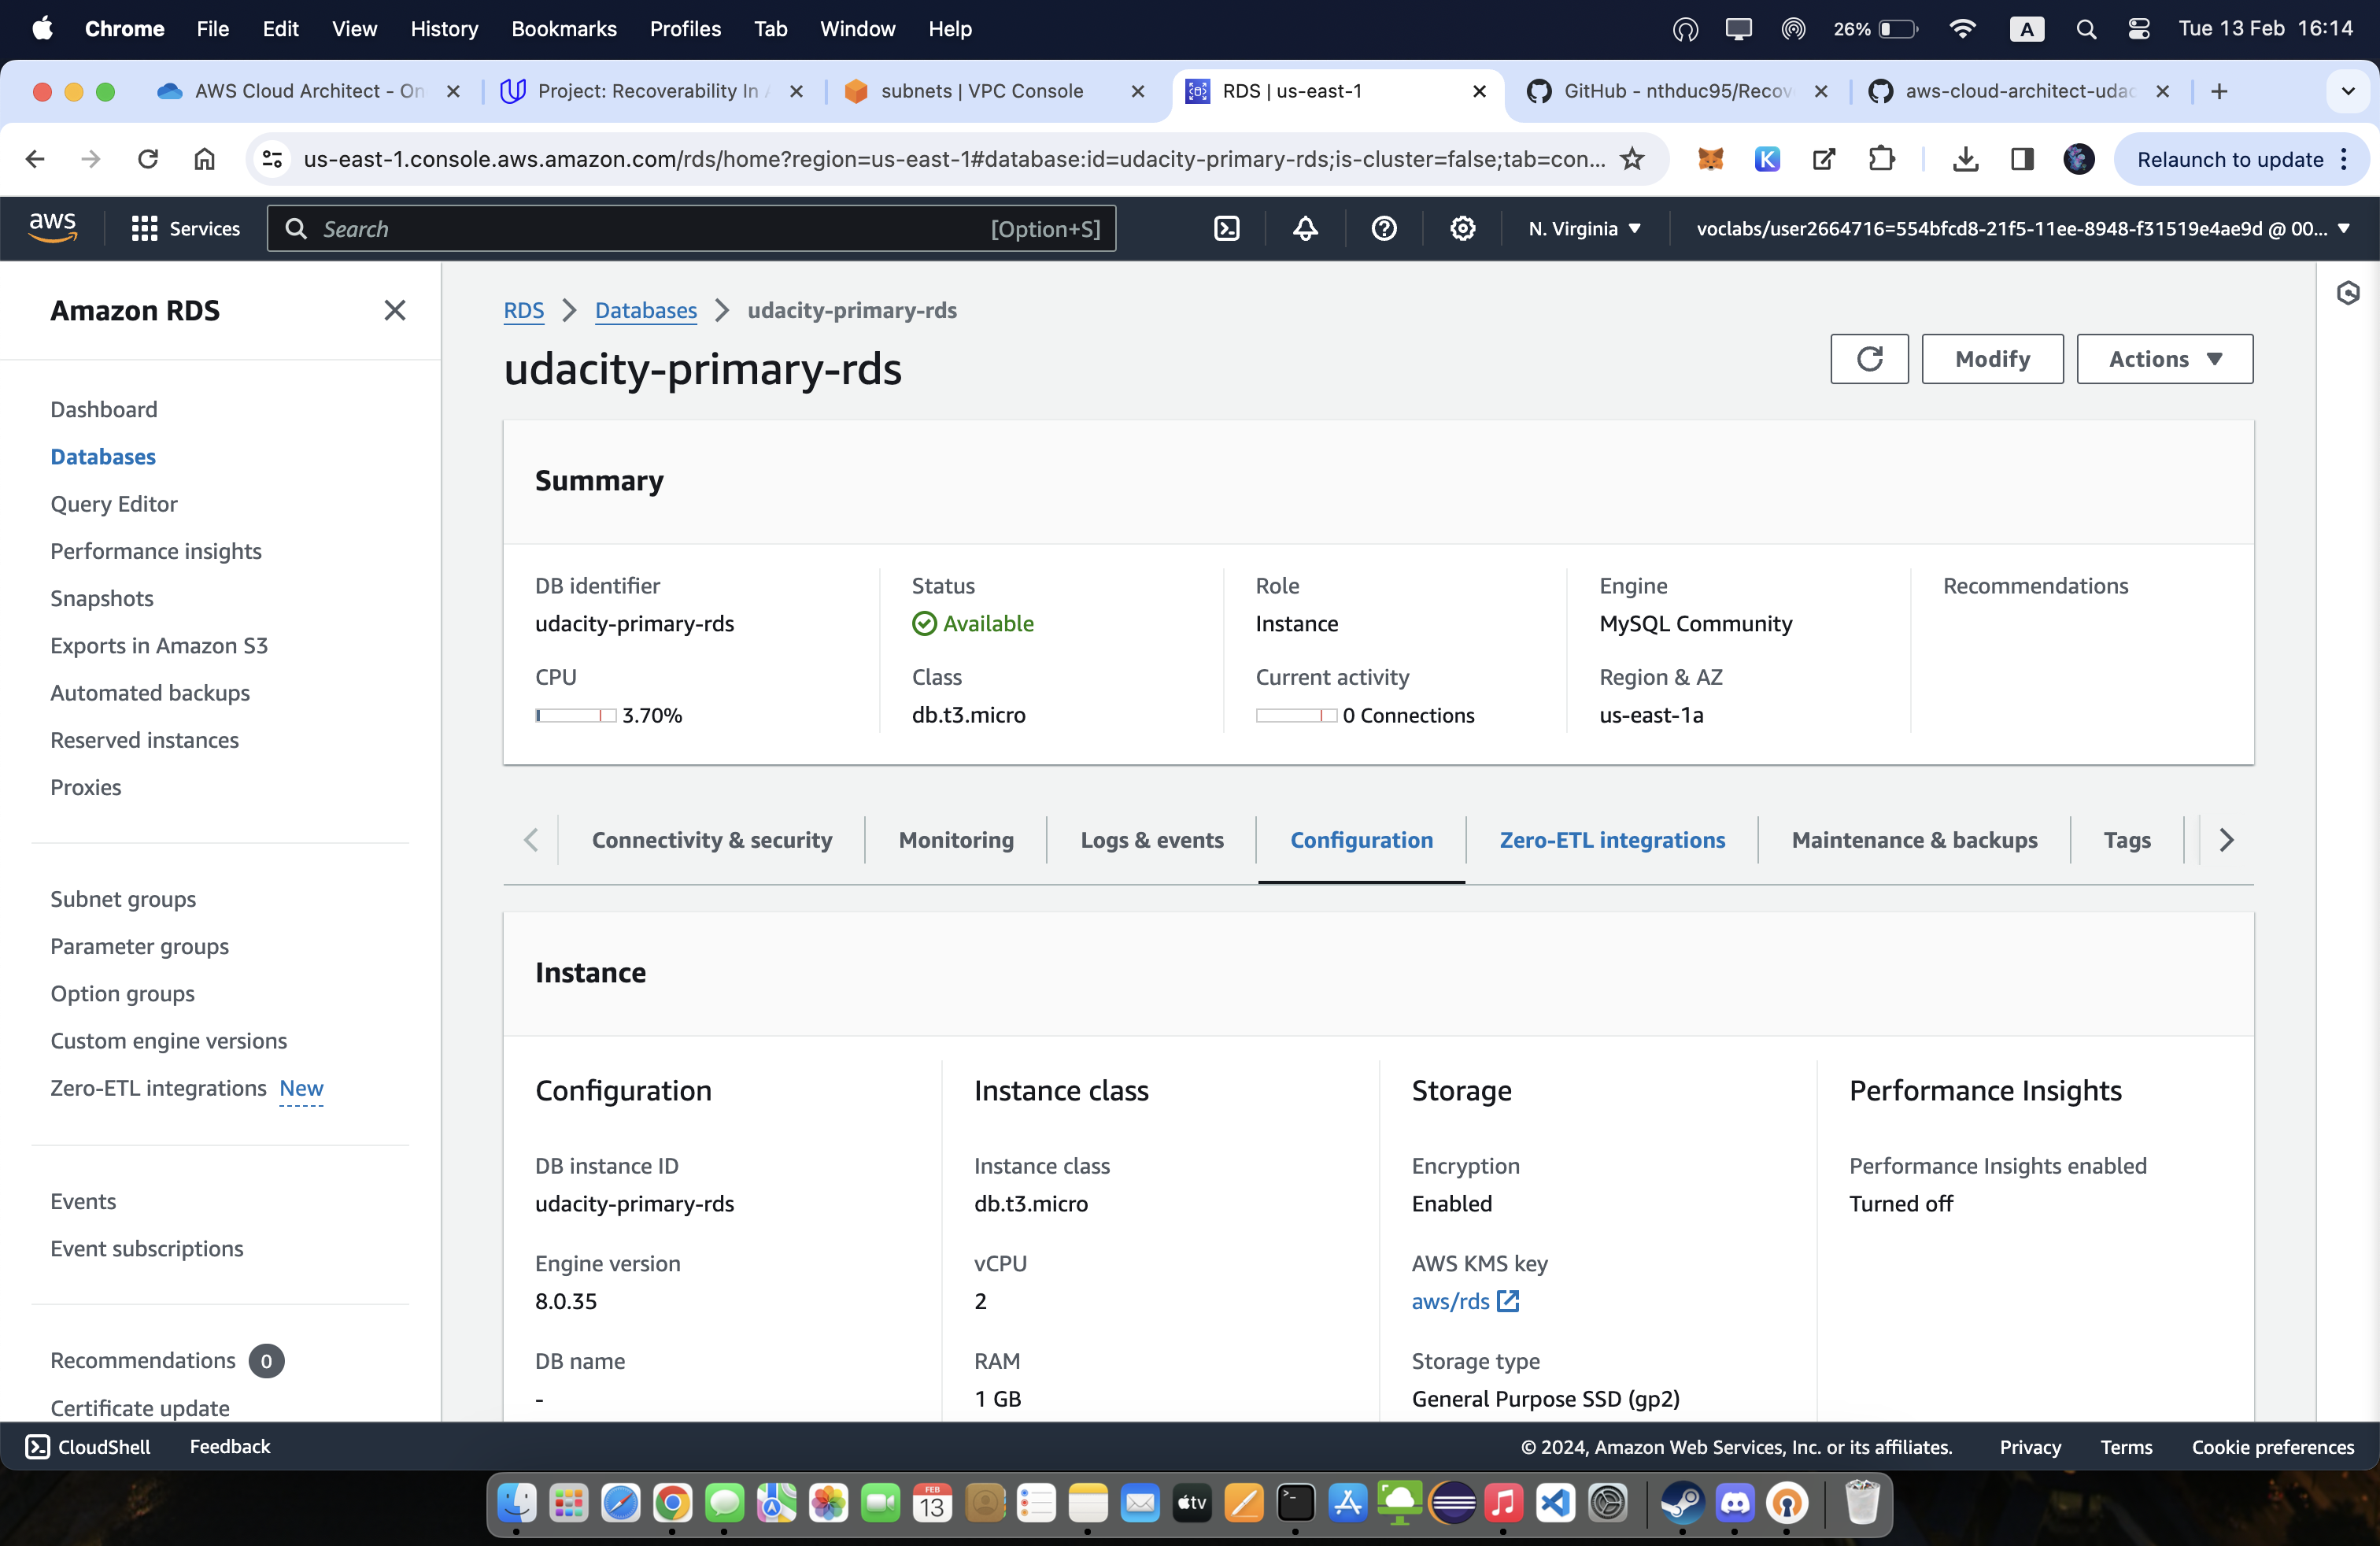 Chrome File Edit View History Bookmarks Profiles Tab Window Help 26% A Tue 13 Feb 16:14
AWS Cloud Architect - On Project: Recoverability In A subnets | VPC Console RDS | us-east-1 GitHub - nthduc95/Recov aws-cloud-architect-udac
us-east-1.console.aws.amazon.com/rds/home?region=us-east-1#database:id=udacity-primary-rds;is-cluster=false;tab=con... K Relaunch to update
aws Services Search [Option+S] N. Virginia voclabs/user2664716=554bfcd8-21f5-11ee-8948-f31519e4ae9d @ 00...
Amazon RDS
Dashboard
Databases
Query Editor
Performance insights
Snapshots
Exports in Amazon S3
Automated backups
Reserved instances
Proxies
Subnet groups
Parameter groups
Option groups
Custom engine versions
Zero-ETL integrations New
Events
Event subscriptions
Recommendations 0
Certificate update
RDS Databases udacity-primary-rds
udacity-primary-rds
Modify Actions
Summary
DB identifier
udacity-primary-rds
CPU
3.70%
Status
Available
Class
db.t3.micro
Role
Instance
Current activity
0 Connections
Engine
MySQL Community
Region & AZ
us-east-1a
Recommendations
Connectivity & security Monitoring Logs & events Configuration Zero-ETL integrations Maintenance & backups Tags
Instance
Configuration
DB instance ID
udacity-primary-rds
Engine version
8.0.35
DB name
-
Instance class
Instance class
db.t3.micro
vCPU
2
RAM
1 GB
Storage
Encryption
Enabled
AWS KMS key
aws/rds
Storage type
General Purpose SSD (gp2)
Performance Insights
Performance Insights enabled
Turned off
CloudShell Feedback © 2024, Amazon Web Services, Inc. or its affiliates. Privacy Terms Cookie preferences
FEB
13
tv